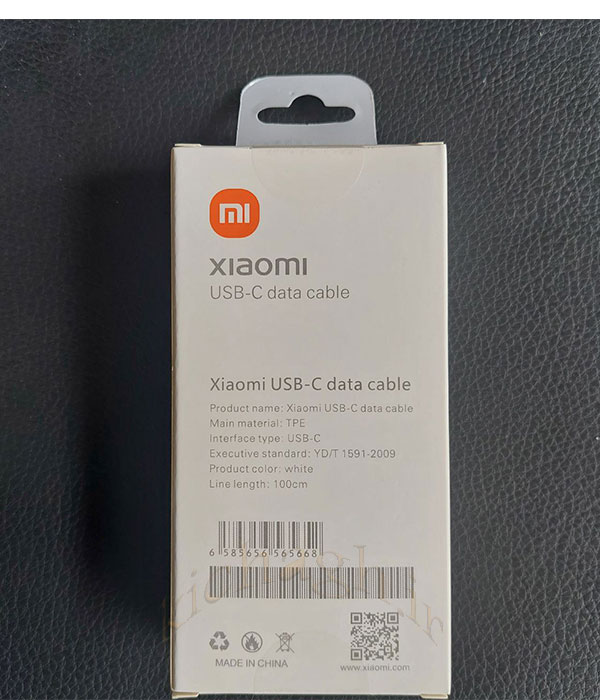 mi
xiaomi
USB-C data cable
Xiaomi USB-C data cable
Product name: Xiaomi USB-C data cable
Main material: TPE
Interface type: USB-C
Executive standard: YD/T 1591-2009
Product color: white
Line length: 100cm
6 585656 565668
MADE IN CHINA
www.xiaomi.com